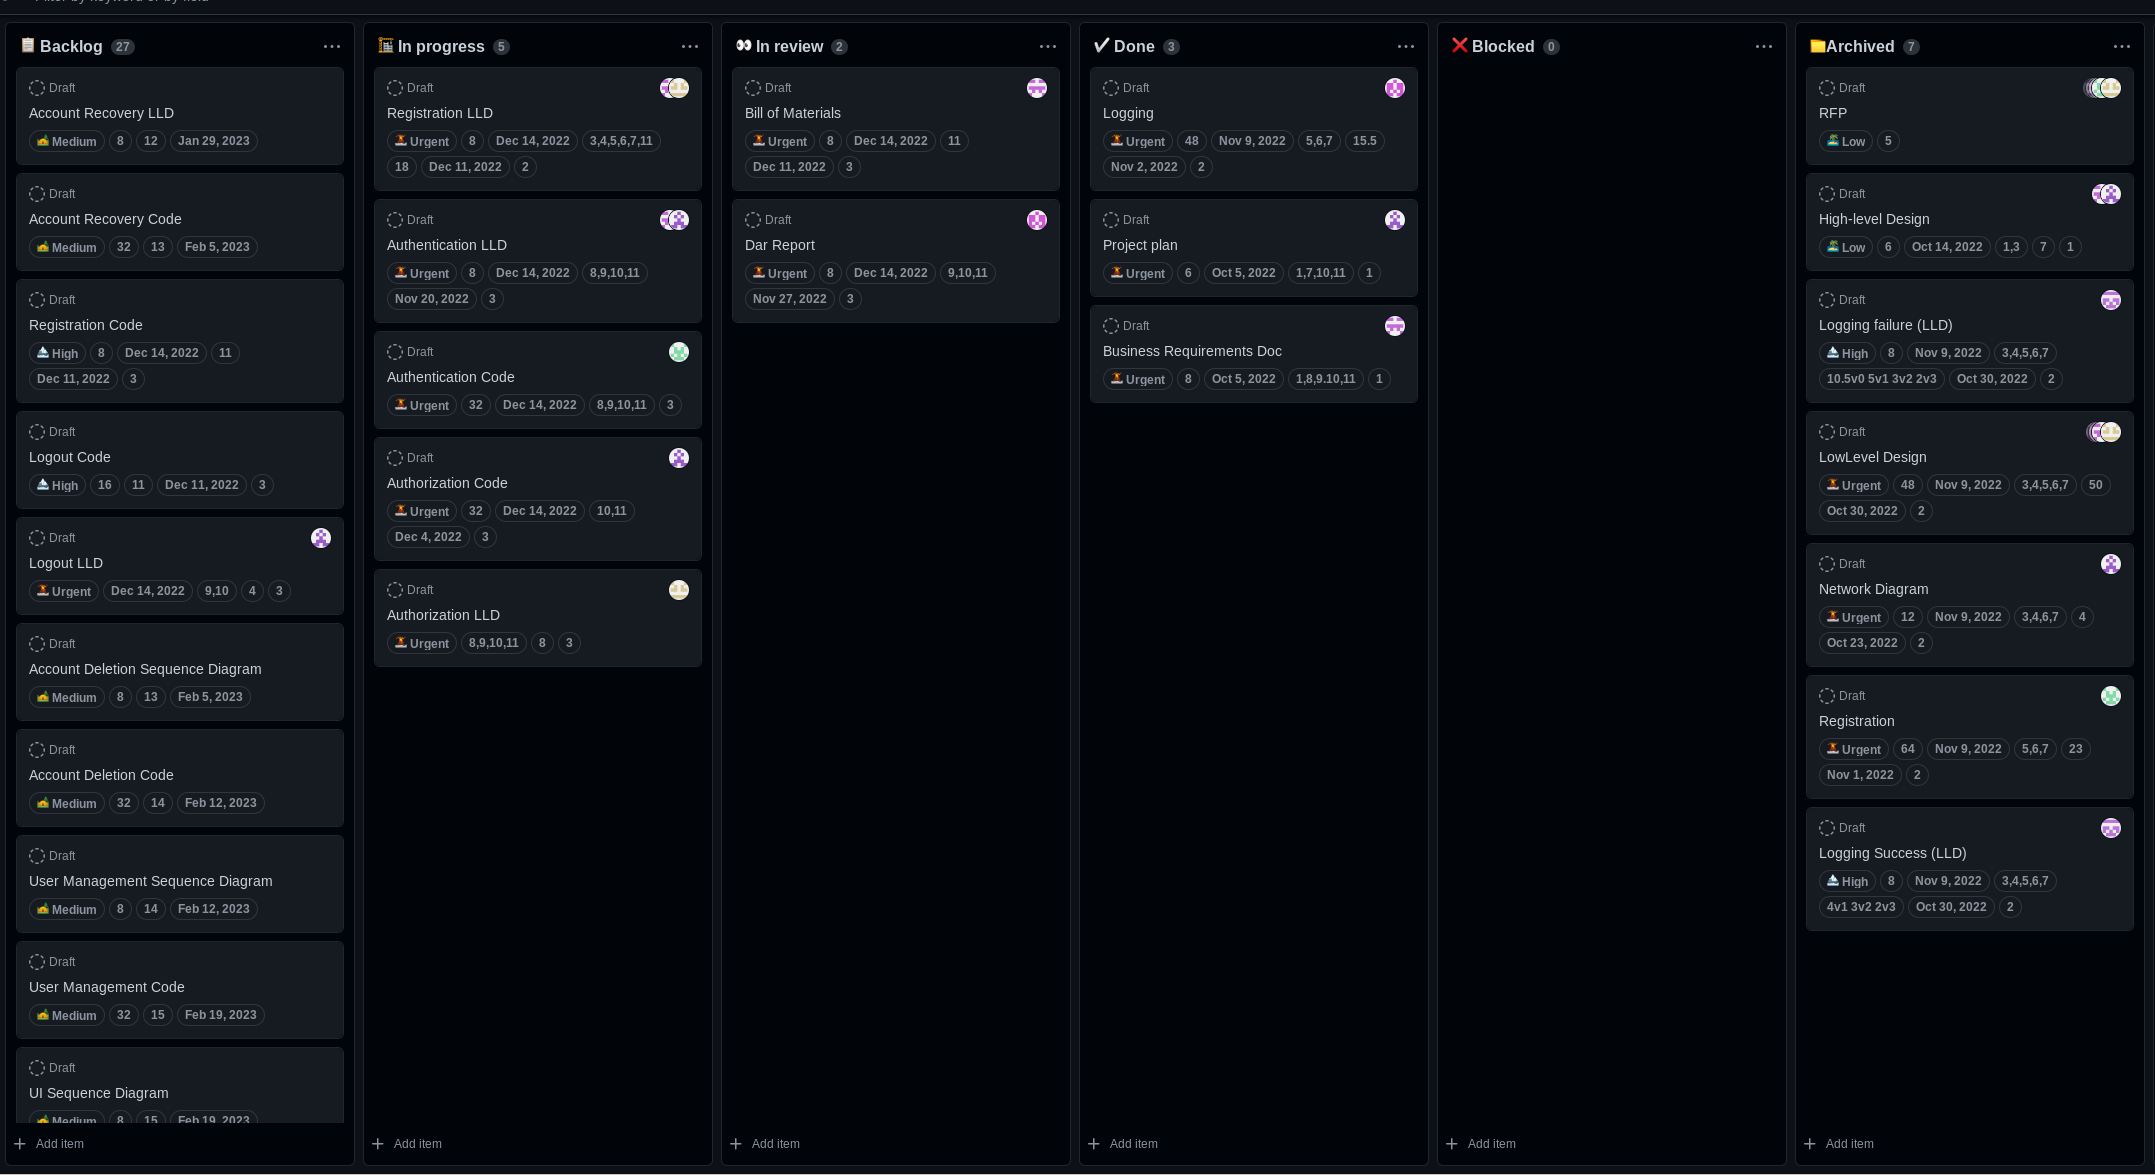 Filter by keyword or by field
Backlog 27
Draft
Account Recovery LLD
Medium 8 12 Jan 29, 2023
Draft
Account Recovery Code
Medium 32 13 Feb 5, 2023
Draft
Registration Code
High 8 Dec 14, 2022 11
Dec 11, 2022 3
Draft
Logout Code
High 16 11 Dec 11, 2022 3
Draft
Logout LLD
Urgent Dec 14, 2022 9,10 4 3
Draft
Account Deletion Sequence Diagram
Medium 8 13 Feb 5, 2023
Draft
Account Deletion Code
Medium 32 14 Feb 12, 2023
Draft
User Management Sequence Diagram
Medium 8 14 Feb 12, 2023
Draft
User Management Code
Medium 32 15 Feb 19, 2023
Draft
UI Sequence Diagram
Medium 8 15 Feb 19, 2023
Add item
In progress 5
Draft
Registration LLD
Urgent 8 Dec 14, 2022 3,4,5,6,7,11
18 Dec 11, 2022 2
Draft
Authentication LLD
Urgent 8 Dec 14, 2022 8,9,10,11
Nov 20, 2022 3
Draft
Authentication Code
Urgent 32 Dec 14, 2022 8,9,10,11 3
Draft
Authorization Code
Urgent 32 Dec 14, 2022 10,11
Dec 4, 2022 3
Draft
Authorization LLD
Urgent 8,9,10,11 8 3
Add item
In review 2
Draft
Bill of Materials
Urgent 8 Dec 14, 2022 11
Dec 11, 2022 3
Draft
Dar Report
Urgent 8 Dec 14, 2022 9,10,11
Nov 27, 2022 3
Add item
Done 3
Draft
Logging
Urgent 48 Nov 9, 2022 5,6,7 15.5
Nov 2, 2022 2
Draft
Project plan
Urgent 6 Oct 5, 2022 1,7,10,11 1
Draft
Business Requirements Doc
Urgent 8 Oct 5, 2022 1,8,9.10,11 1
Add item
Blocked 0
Add item
Archived 7
Draft
RFP
Low 5
Draft
High-level Design
Low 6 Oct 14, 2022 1,3 7 1
Draft
Logging failure (LLD)
High 8 Nov 9, 2022 3,4,5,6,7
10.5v0 5v1 3v2 2v3 Oct 30, 2022 2
Draft
LowLevel Design
Urgent 48 Nov 9, 2022 3,4,5,6,7 50
Oct 30, 2022 2
Draft
Network Diagram
Urgent 12 Nov 9, 2022 3,4,6,7 4
Oct 23, 2022 2
Draft
Registration
Urgent 64 Nov 9, 2022 5,6,7 23
Nov 1, 2022 2
Draft
Logging Success (LLD)
High 8 Nov 9, 2022 3,4,5,6,7
4v1 3v2 2v3 Oct 30, 2022 2
Add item